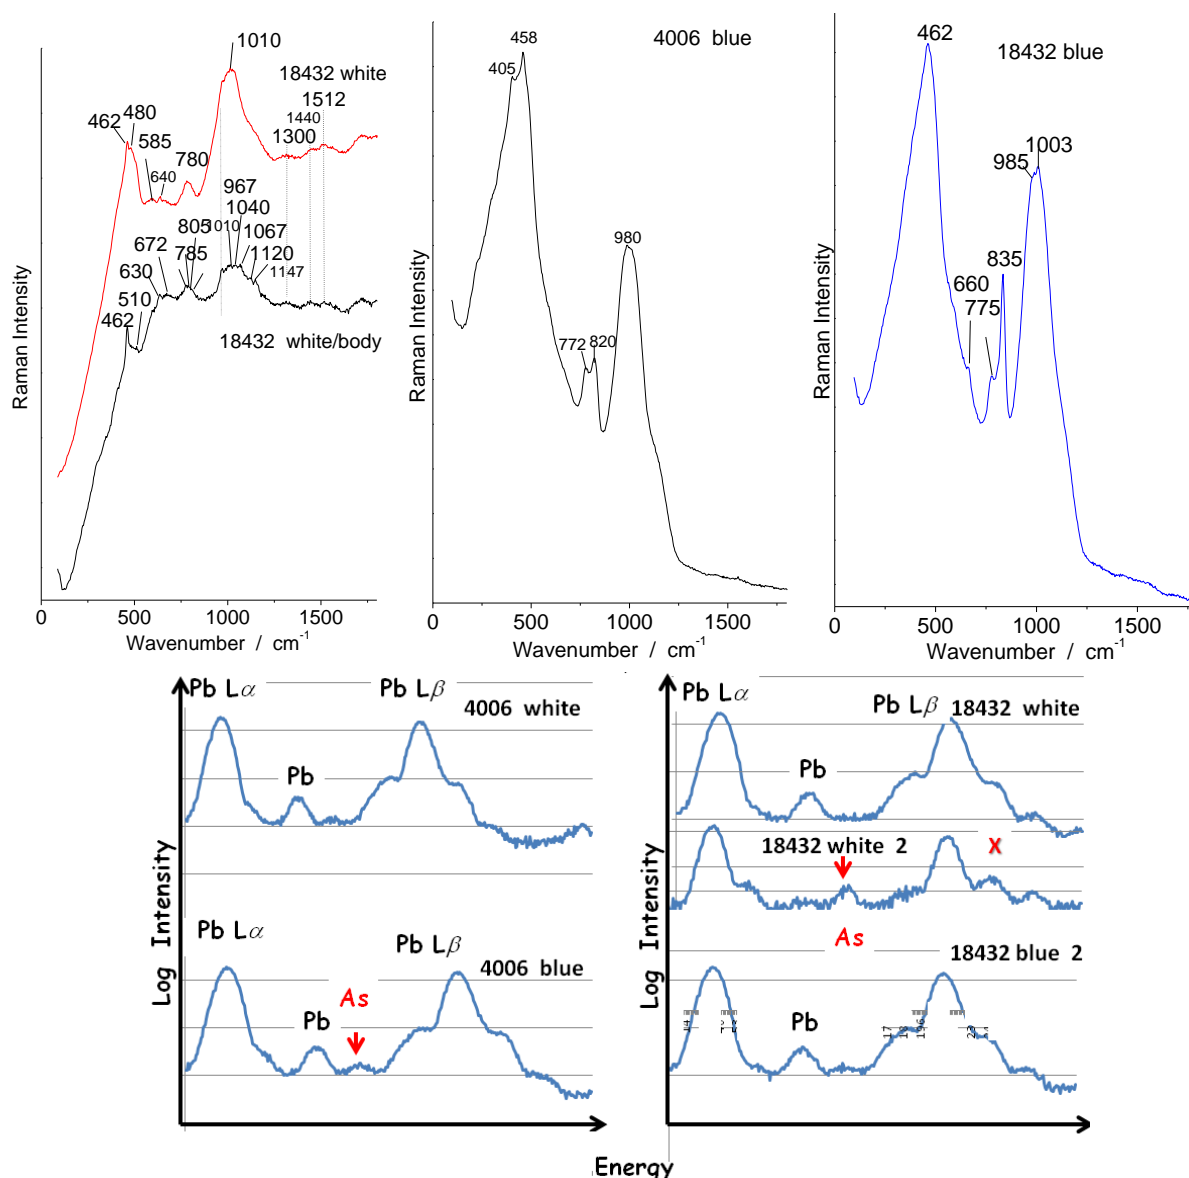 1010
18432 white
1512
1440
1300
462
480
585
640
780
967
1040
805
1010
1067
672
785
1120
1147
630
510
462
18432 white/body
Raman Intensity
0
500
1000
1500
Wavenumber / cm-1
4006 blue
458
405
980
772
820
Raman Intensity
0
500
1000
1500
Wavenumber / cm-1
18432 blue
462
1003
985
835
660
775
Raman Intensity
0
500
1000
1500
Wavenumber / cm-1
Pb Lα
Pb Lβ
4006 white
Pb
Pb Lα
Pb Lβ
4006 blue
As
Pb
Log Intensity
Pb Lα
Pb Lβ
18432 white
Pb
18432 white 2
X
As
18432 blue 2
Pb
17
18
196
23
Log Intensity
Energy